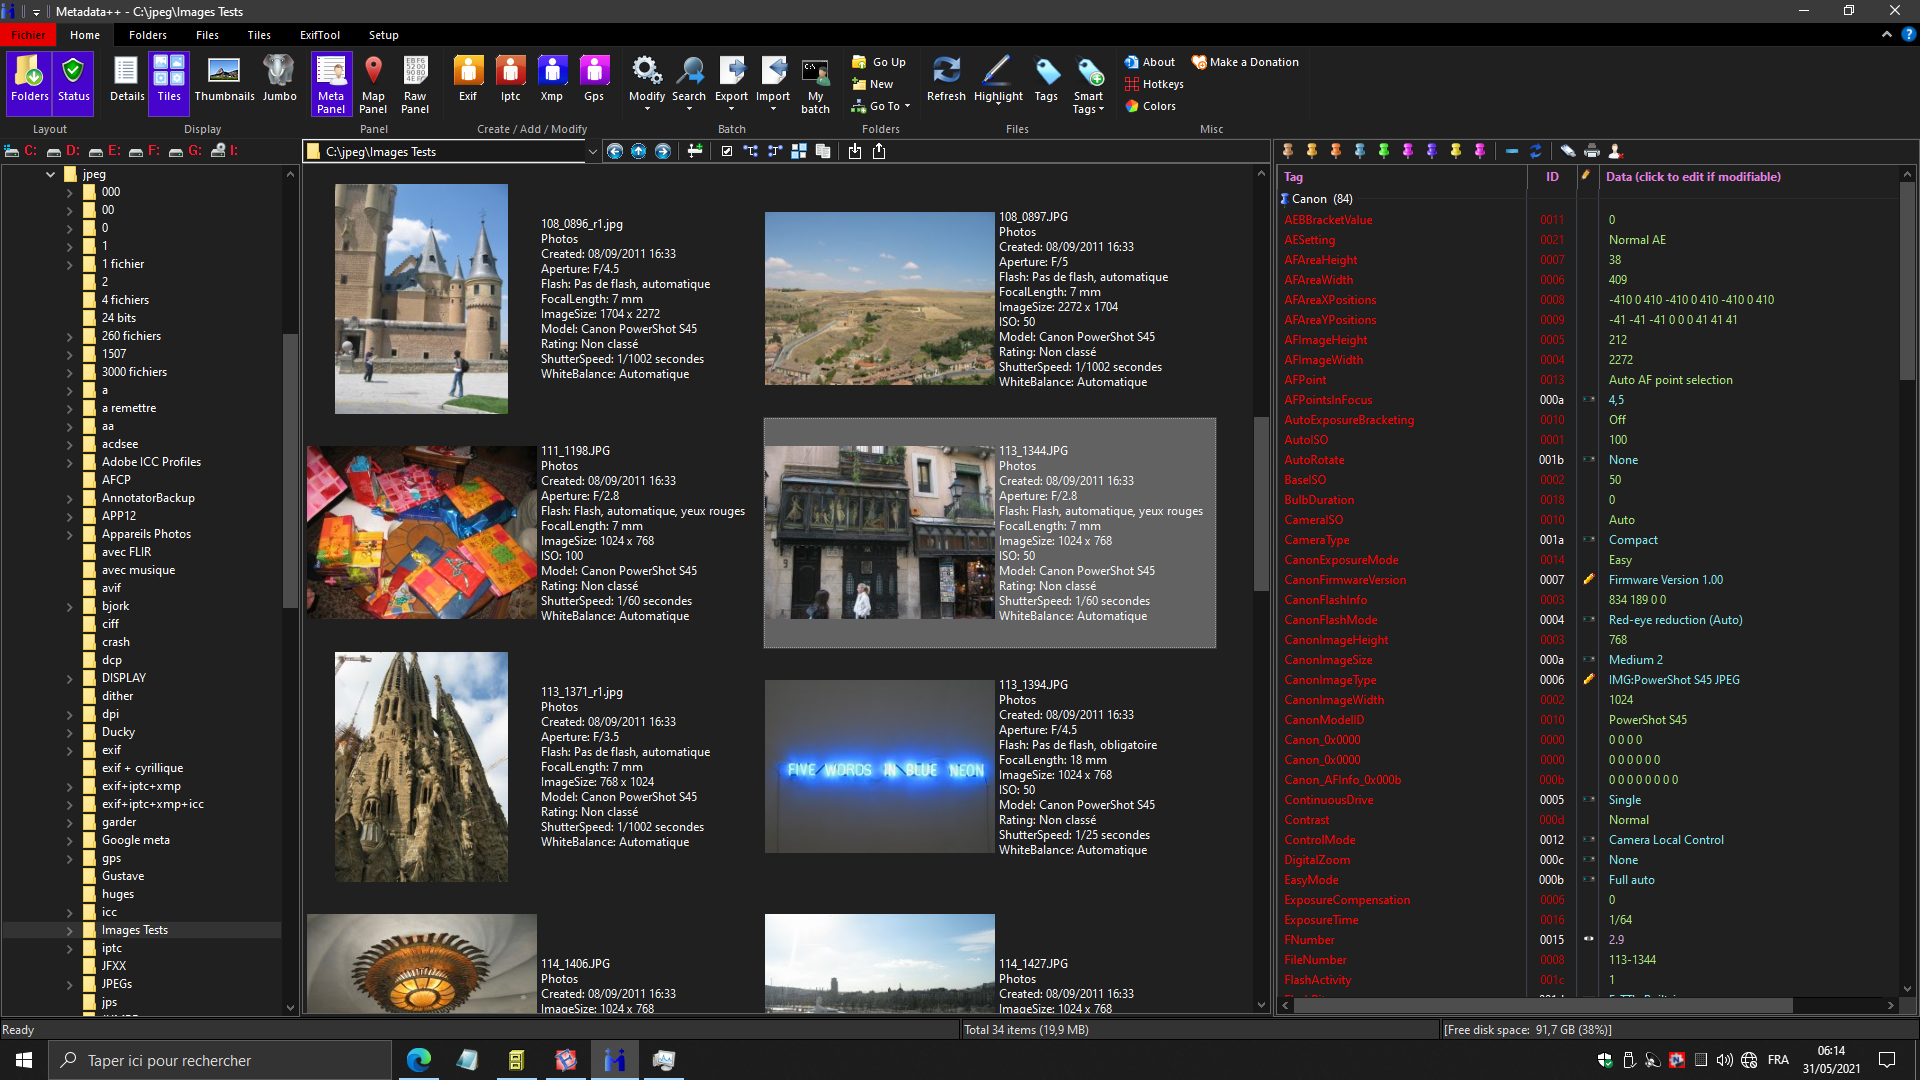 Metadata++ - C:\jpeg\Images Tests
Fichier Home Folders Files Tiles ExifTool Setup
Folders Status Details Tiles Thumbnails Jumbo Meta Panel Map Panel Raw Panel Exif Iptc Xmp Gps Modify Search Export Import My batch Go Up New Go To Refresh Highlight Tags Smart Tags About Hotkeys Colors Make a Donation
Layout Display Panel Create / Add / Modify Batch Folders Files Misc
C: D: E: F: G: I:
C:\jpeg\Images Tests
jpeg
000
00
0
1
1 fichier
2
4 fichiers
24 bits
260 fichiers
1507
3000 fichiers
a
a remettre
aa
acdsee
Adobe ICC Profiles
AFCP
AnnotatorBackup
APP12
Appareils Photos
avec FLIR
avec musique
avif
bjork
ciff
crash
dcp
DISPLAY
dither
dpi
Ducky
exif
exif + cyrillique
exif+iptc+xmp
exif+iptc+xmp+icc
garder
Google meta
gps
Gustave
huges
icc
Images Tests
iptc
JFXX
JPEGs
jps
108_0896_r1.jpg
Photos
Created: 08/09/2011 16:33
Aperture: F/4.5
Flash: Pas de flash, automatique
FocalLength: 7 mm
ImageSize: 1704 x 2272
Model: Canon PowerShot S45
Rating: Non classé
ShutterSpeed: 1/1002 secondes
WhiteBalance: Automatique
108_0897.JPG
Photos
Created: 08/09/2011 16:33
Aperture: F/5
Flash: Pas de flash, automatique
FocalLength: 7 mm
ImageSize: 2272 x 1704
ISO: 50
Model: Canon PowerShot S45
Rating: Non classé
ShutterSpeed: 1/1002 secondes
WhiteBalance: Automatique
111_1198.JPG
Photos
Created: 08/09/2011 16:33
Aperture: F/2.8
Flash: Flash, automatique, yeux rouges
FocalLength: 7 mm
ImageSize: 1024 x 768
ISO: 100
Model: Canon PowerShot S45
Rating: Non classé
ShutterSpeed: 1/60 secondes
WhiteBalance: Automatique
113_1344.JPG
Photos
Created: 08/09/2011 16:33
Aperture: F/2.8
Flash: Flash, automatique, yeux rouges
FocalLength: 7 mm
ImageSize: 1024 x 768
ISO: 50
Model: Canon PowerShot S45
Rating: Non classé
ShutterSpeed: 1/60 secondes
WhiteBalance: Automatique
113_1371_r1.jpg
Photos
Created: 08/09/2011 16:33
Aperture: F/3.5
Flash: Pas de flash, automatique
FocalLength: 7 mm
ImageSize: 768 x 1024
Model: Canon PowerShot S45
Rating: Non classé
ShutterSpeed: 1/1002 secondes
WhiteBalance: Automatique
FIVE WORDS IN BLUE NEON
113_1394.JPG
Photos
Created: 08/09/2011 16:33
Aperture: F/4.5
Flash: Pas de flash, obligatoire
FocalLength: 18 mm
ImageSize: 1024 x 768
ISO: 50
Model: Canon PowerShot S45
Rating: Non classé
ShutterSpeed: 1/25 secondes
WhiteBalance: Automatique
114_1406.JPG
Photos
Created: 08/09/2011 16:33
ImageSize: 1024 x 768
114_1427.JPG
Photos
Created: 08/09/2011 16:33
ImageSize: 1024 x 768
Tag ID Data (click to edit if modifiable)
Canon (84)
AEBBracketValue 0011 0
AESetting 0021 Normal AE
AFAreaHeight 0007 38
AFAreaWidth 0006 409
AFAreaXPositions 0008 -410 0 410 -410 0 410 -410 0 410
AFAreaYPositions 0009 -41 -41 -41 0 0 0 41 41 41
AFImageHeight 0005 212
AFImageWidth 0004 2272
AFPoint 0013 Auto AF point selection
AFPointsInFocus 000a 4,5
AutoExposureBracketing 0010 Off
AutoISO 0001 100
AutoRotate 001b None
BaseISO 0002 50
BulbDuration 0018 0
CameraISO 0010 Auto
CameraType 001a Compact
CanonExposureMode 0014 Easy
CanonFirmwareVersion 0007 Firmware Version 1.00
CanonFlashInfo 0003 834 189 0 0
CanonFlashMode 0004 Red-eye reduction (Auto)
CanonImageHeight 0003 768
CanonImageSize 000a Medium 2
CanonImageType 0006 IMG:PowerShot S45 JPEG
CanonImageWidth 0002 1024
CanonModelID 0010 PowerShot S45
Canon_0x0000 0000 0 0 0 0
Canon_0x0000 0000 0 0 0 0 0 0
Canon_AFInfo_0x000b 000b 0 0 0 0 0 0 0 0
ContinuousDrive 0005 Single
Contrast 000d Normal
ControlMode 0012 Camera Local Control
DigitalZoom 000c None
EasyMode 000b Full auto
ExposureCompensation 0006 0
ExposureTime 0016 1/64
FNumber 0015 2.9
FileNumber 0008 113-1344
FlashActivity 001c 1
Ready
Total 34 items (19,9 MB)
[Free disk space: 91,7 GB (38%)]
Taper ici pour rechercher
FRA
06:14
31/05/2021